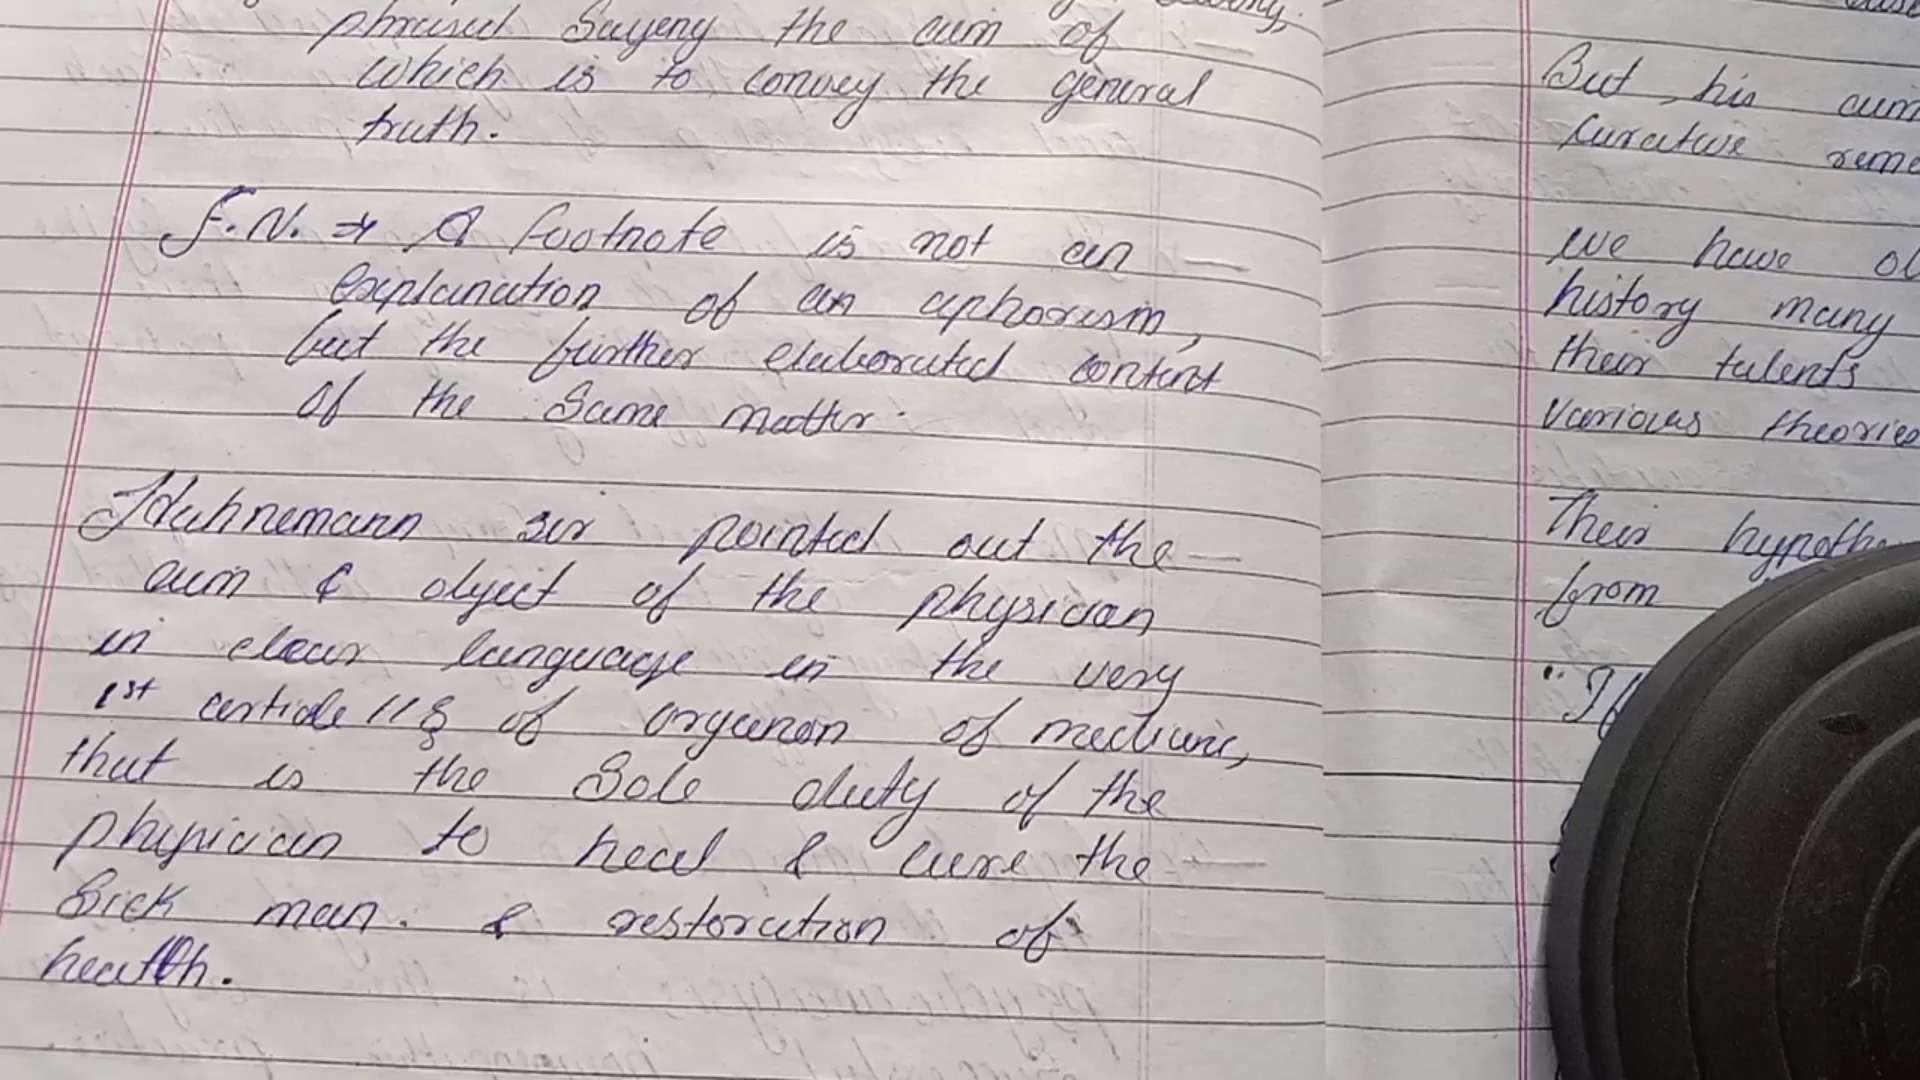 phrased Sayeny the aim of
which is to convey the general
truth.
F.N. → A footnote is not an
explanation of an aphorism,
but the further elaborated content
of the same matter.
Hahnemann sir pointed out the
aim & object of the physician
in clear language in the very
1st article 11§ of organon of medicine,
that is the Sole duty of the
physician to heal & cure the
Sick man. & restoration of
health.
But, his aim
curative reme
we have ob
history many
their talents
various theories
Their hypothe
from
"If